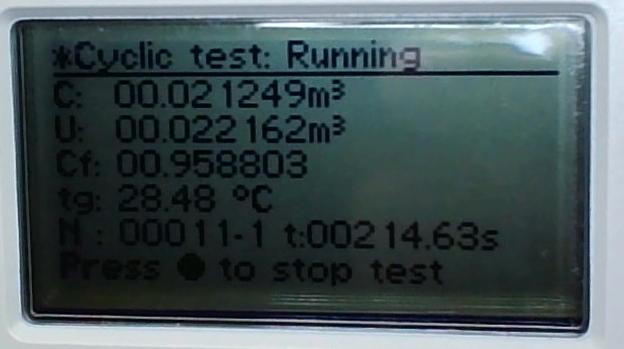 *Cyclic test: Running
C: 00.021249m³
U: 00.022162m³
Cf: 00.958803
tg: 28.48 °C
N : 00011-1 t:00214.63s
Press ● to stop test